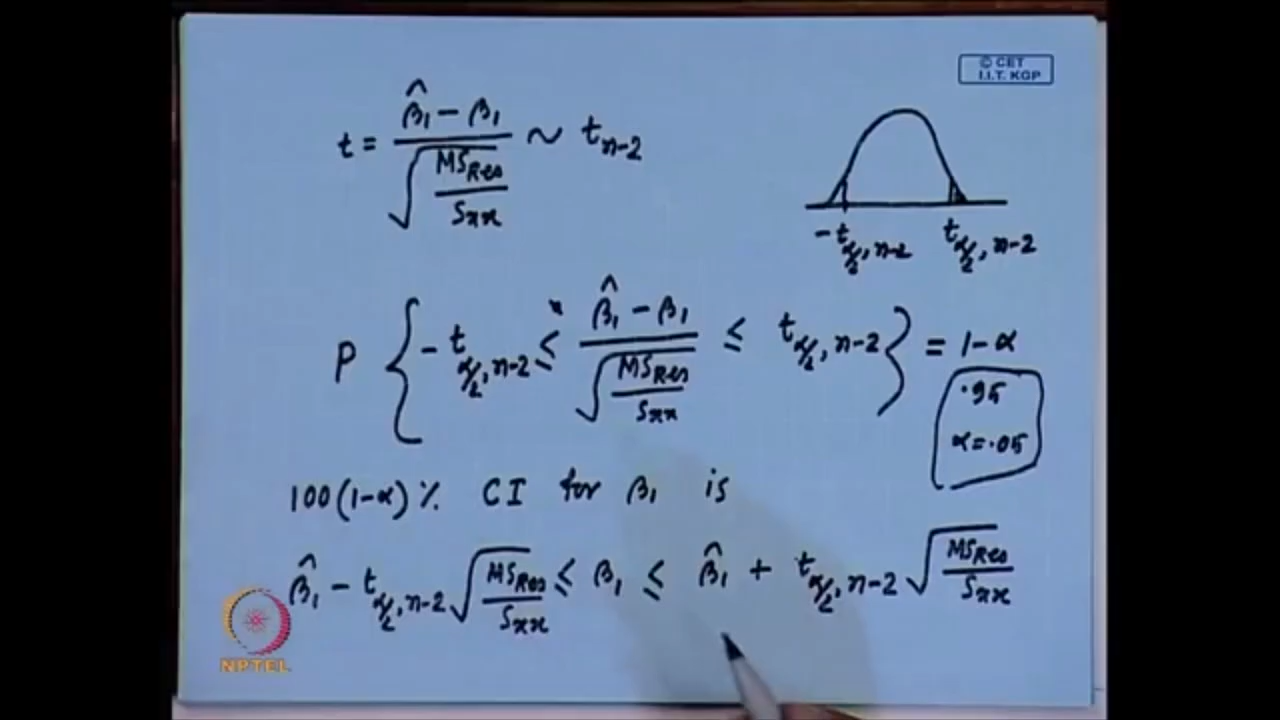 © CET
I.I.T. KGP
t = (β̂₁ − β₁) / √(MS_Res / S_xx) ~ t_{n-2}
−t_{α/2, n-2} t_{α/2, n-2}
P { −t_{α/2, n-2} ≤ (β̂₁ − β₁) / √(MS_Res / S_xx) ≤ t_{α/2, n-2} } = 1-α
.95
α = .05
100(1-α) % CI for β₁ is
β̂₁ − t_{α/2, n-2} √(MS_Res / S_xx) ≤ β₁ ≤ β̂₁ + t_{α/2, n-2} √(MS_Res / S_xx)
NPTEL